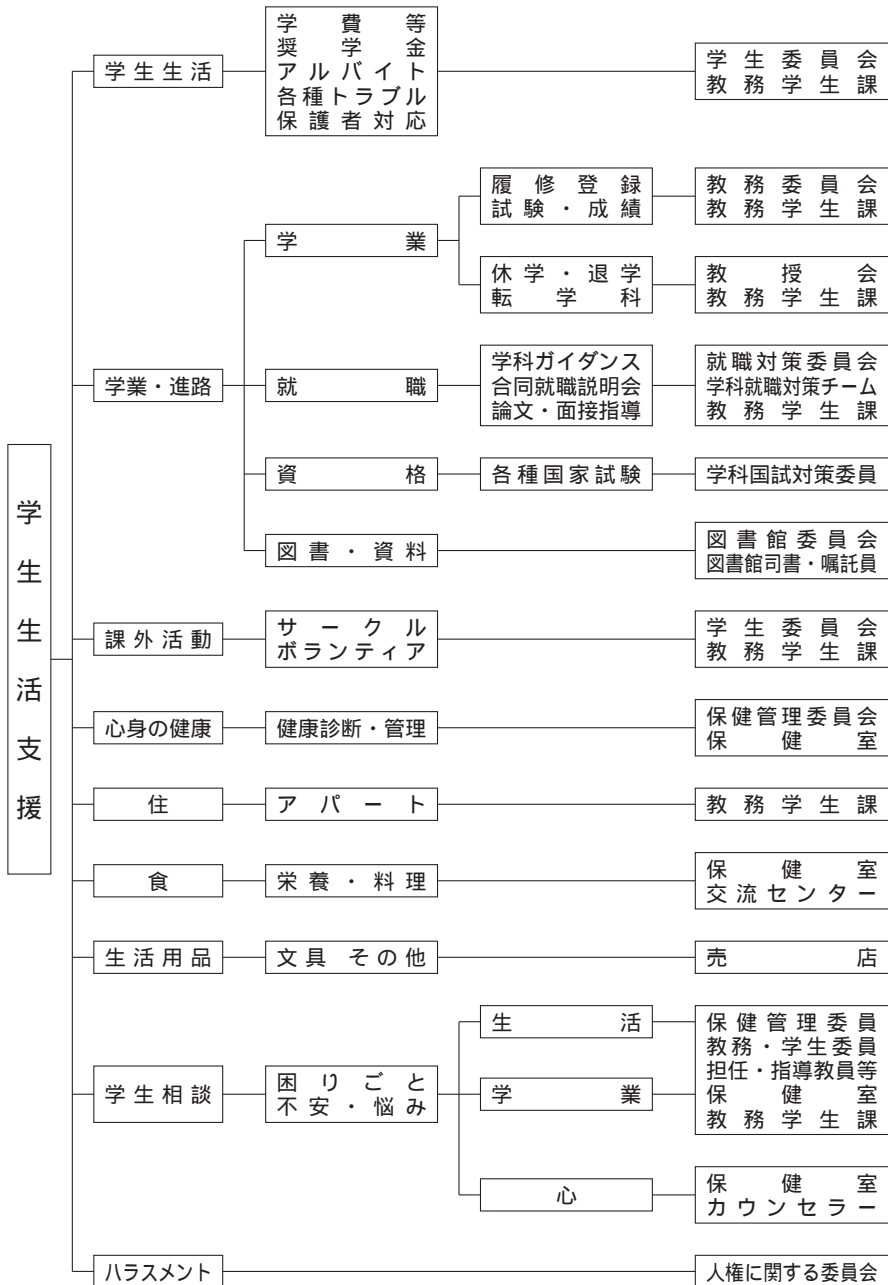 学生生活支援
学生生活
学費等
奨学金
アルバイト
各種トラブル
保護者対応
学生委員会
教務学生課
学業・進路
学業
履修登録
試験・成績
教務委員会
教務学生課
休学・退学
転学科
教授会
教務学生課
就職
学科ガイダンス
合同就職説明会
論文・面接指導
就職対策委員会
学科就職対策チーム
教務学生課
資格
各種国家試験
学科国試対策委員
図書・資料
図書館委員会
図書館司書・嘱託員
課外活動
サークル
ボランティア
学生委員会
教務学生課
心身の健康
健康診断・管理
保健管理委員会
保健室
住
アパート
教務学生課
食
栄養・料理
保健室
交流センター
生活用品
文具 その他
売店
学生相談
困りごと
不安・悩み
生活
学業
保健管理委員
教務・学生委員
担任・指導教員等
保健室
教務学生課
心
保健室
カウンセラー
ハラスメント
人権に関する委員会